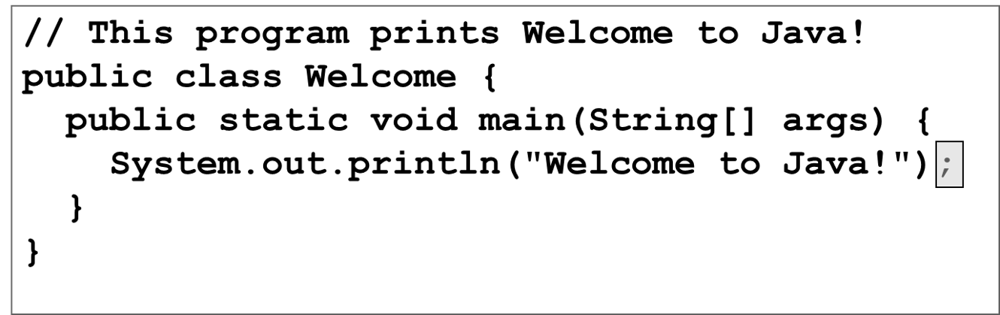 // This program prints Welcome to Java!
public class Welcome {
  public static void main(String[] args) {
    System.out.println("Welcome to Java!");
  }
}